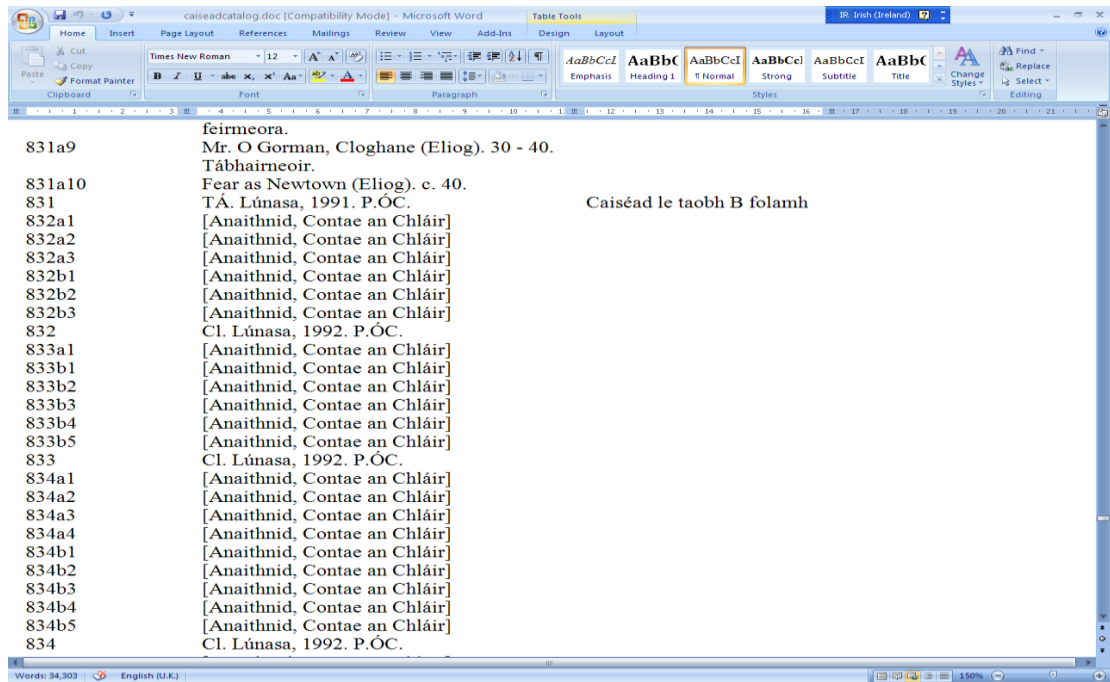 caiseadcatalog.doc [Compatibility Mode] - Microsoft Word Table Tools IR Irish (Ireland)
Home Insert Page Layout References Mailings Review View Add-Ins Design Layout
Cut
Copy
Paste
Format Painter
Times New Roman 12
AaBbCcL AaBb( AaBbCcI AaBbCcl AaBbCcI AaBb(
Emphasis Heading 1 ¶ Normal Strong Subtitle Title
Change Styles
Find
Replace
Select
Clipboard Font Paragraph Styles Editing
feirmeora.
831a9 Mr. O Gorman, Cloghane (Eliog). 30 - 40.
Tábhairneoir.
831a10 Fear as Newtown (Eliog). c. 40.
831 TÁ. Lúnasa, 1991. P.ÓC. Caiséad le taobh B folamh
832a1 [Anaithnid, Contae an Chláir]
832a2 [Anaithnid, Contae an Chláir]
832a3 [Anaithnid, Contae an Chláir]
832b1 [Anaithnid, Contae an Chláir]
832b2 [Anaithnid, Contae an Chláir]
832b3 [Anaithnid, Contae an Chláir]
832 Cl. Lúnasa, 1992. P.ÓC.
833a1 [Anaithnid, Contae an Chláir]
833b1 [Anaithnid, Contae an Chláir]
833b2 [Anaithnid, Contae an Chláir]
833b3 [Anaithnid, Contae an Chláir]
833b4 [Anaithnid, Contae an Chláir]
833b5 [Anaithnid, Contae an Chláir]
833 Cl. Lúnasa, 1992. P.ÓC.
834a1 [Anaithnid, Contae an Chláir]
834a2 [Anaithnid, Contae an Chláir]
834a3 [Anaithnid, Contae an Chláir]
834a4 [Anaithnid, Contae an Chláir]
834b1 [Anaithnid, Contae an Chláir]
834b2 [Anaithnid, Contae an Chláir]
834b3 [Anaithnid, Contae an Chláir]
834b4 [Anaithnid, Contae an Chláir]
834b5 [Anaithnid, Contae an Chláir]
834 Cl. Lúnasa, 1992. P.ÓC.
Words: 34,303 English (U.K.) 150%